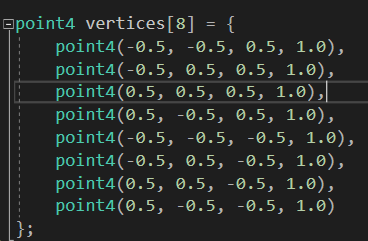 point4 vertices[8] = {
point4(-0.5, -0.5, 0.5, 1.0),
point4(-0.5, 0.5, 0.5, 1.0),
point4(0.5, 0.5, 0.5, 1.0),
point4(0.5, -0.5, 0.5, 1.0),
point4(-0.5, -0.5, -0.5, 1.0),
point4(-0.5, 0.5, -0.5, 1.0),
point4(0.5, 0.5, -0.5, 1.0),
point4(0.5, -0.5, -0.5, 1.0)
};